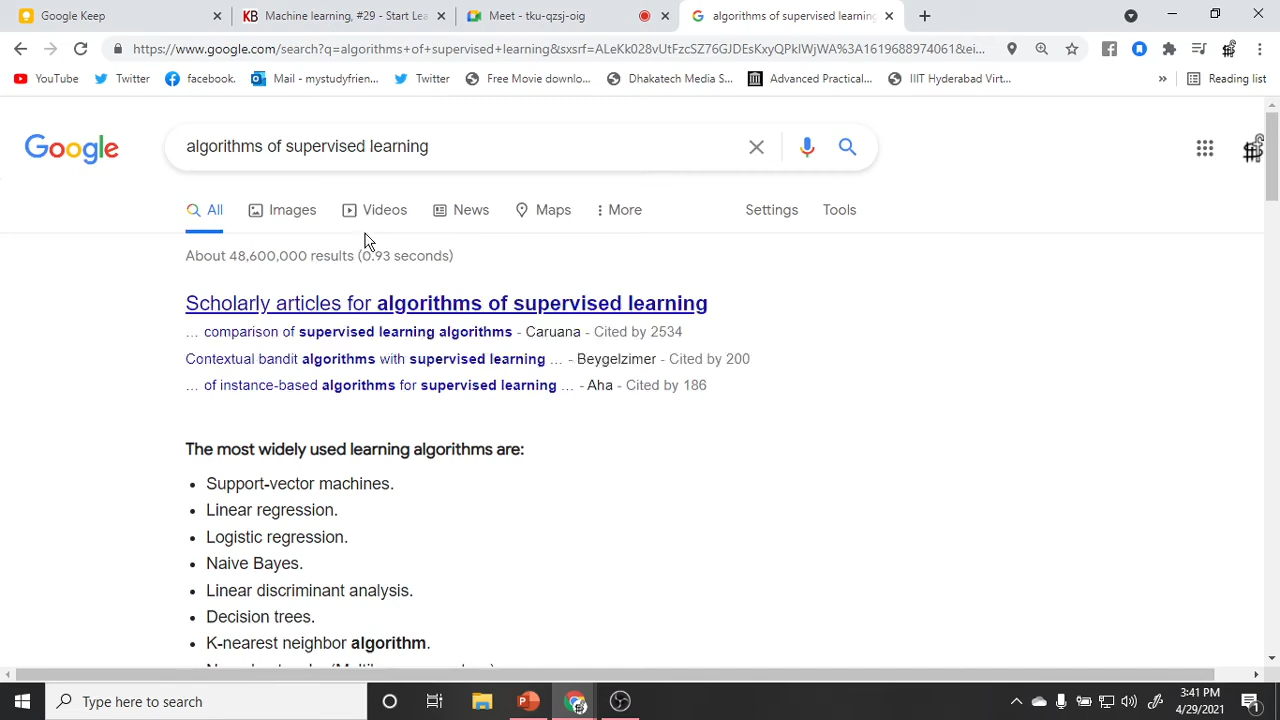 Google Keep
KB Machine learning, #29 - Start Lea
Meet - tku-qzsj-oig
algorithms of supervised learning
https://www.google.com/search?q=algorithms+of+supervised+learning&sxsrf=ALeKk028vUtFzcSZ76GJDEsKxyQPkIWjWA%3A1619688974061&ei...
YouTube
Twitter
facebook.
Mail - mystudyfrien...
Twitter
Free Movie downlo...
Dhakatech Media S...
Advanced Practical...
IIIT Hyderabad Virt...
»
Reading list
Google
algorithms of supervised learning
All
Images
Videos
News
Maps
More
Settings
Tools
About 48,600,000 results (0.93 seconds)
Scholarly articles for algorithms of supervised learning
... comparison of supervised learning algorithms - Caruana - Cited by 2534
Contextual bandit algorithms with supervised learning ... - Beygelzimer - Cited by 200
... of instance-based algorithms for supervised learning ... - Aha - Cited by 186
The most widely used learning algorithms are:
• Support-vector machines.
• Linear regression.
• Logistic regression.
• Naive Bayes.
• Linear discriminant analysis.
• Decision trees.
• K-nearest neighbor algorithm.
Type here to search
3:41 PM
4/29/2021
1